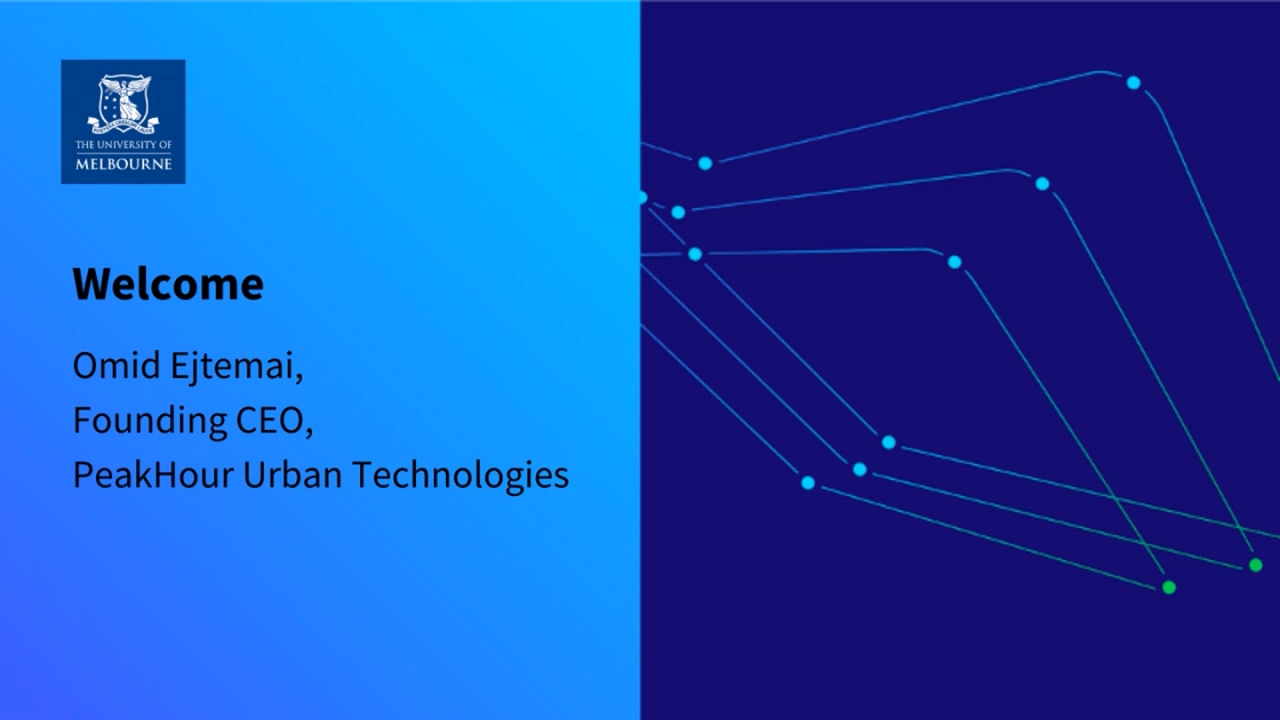 THE UNIVERSITY OF
MELBOURNE
Welcome
Omid Ejtemai,
Founding CEO,
PeakHour Urban Technologies